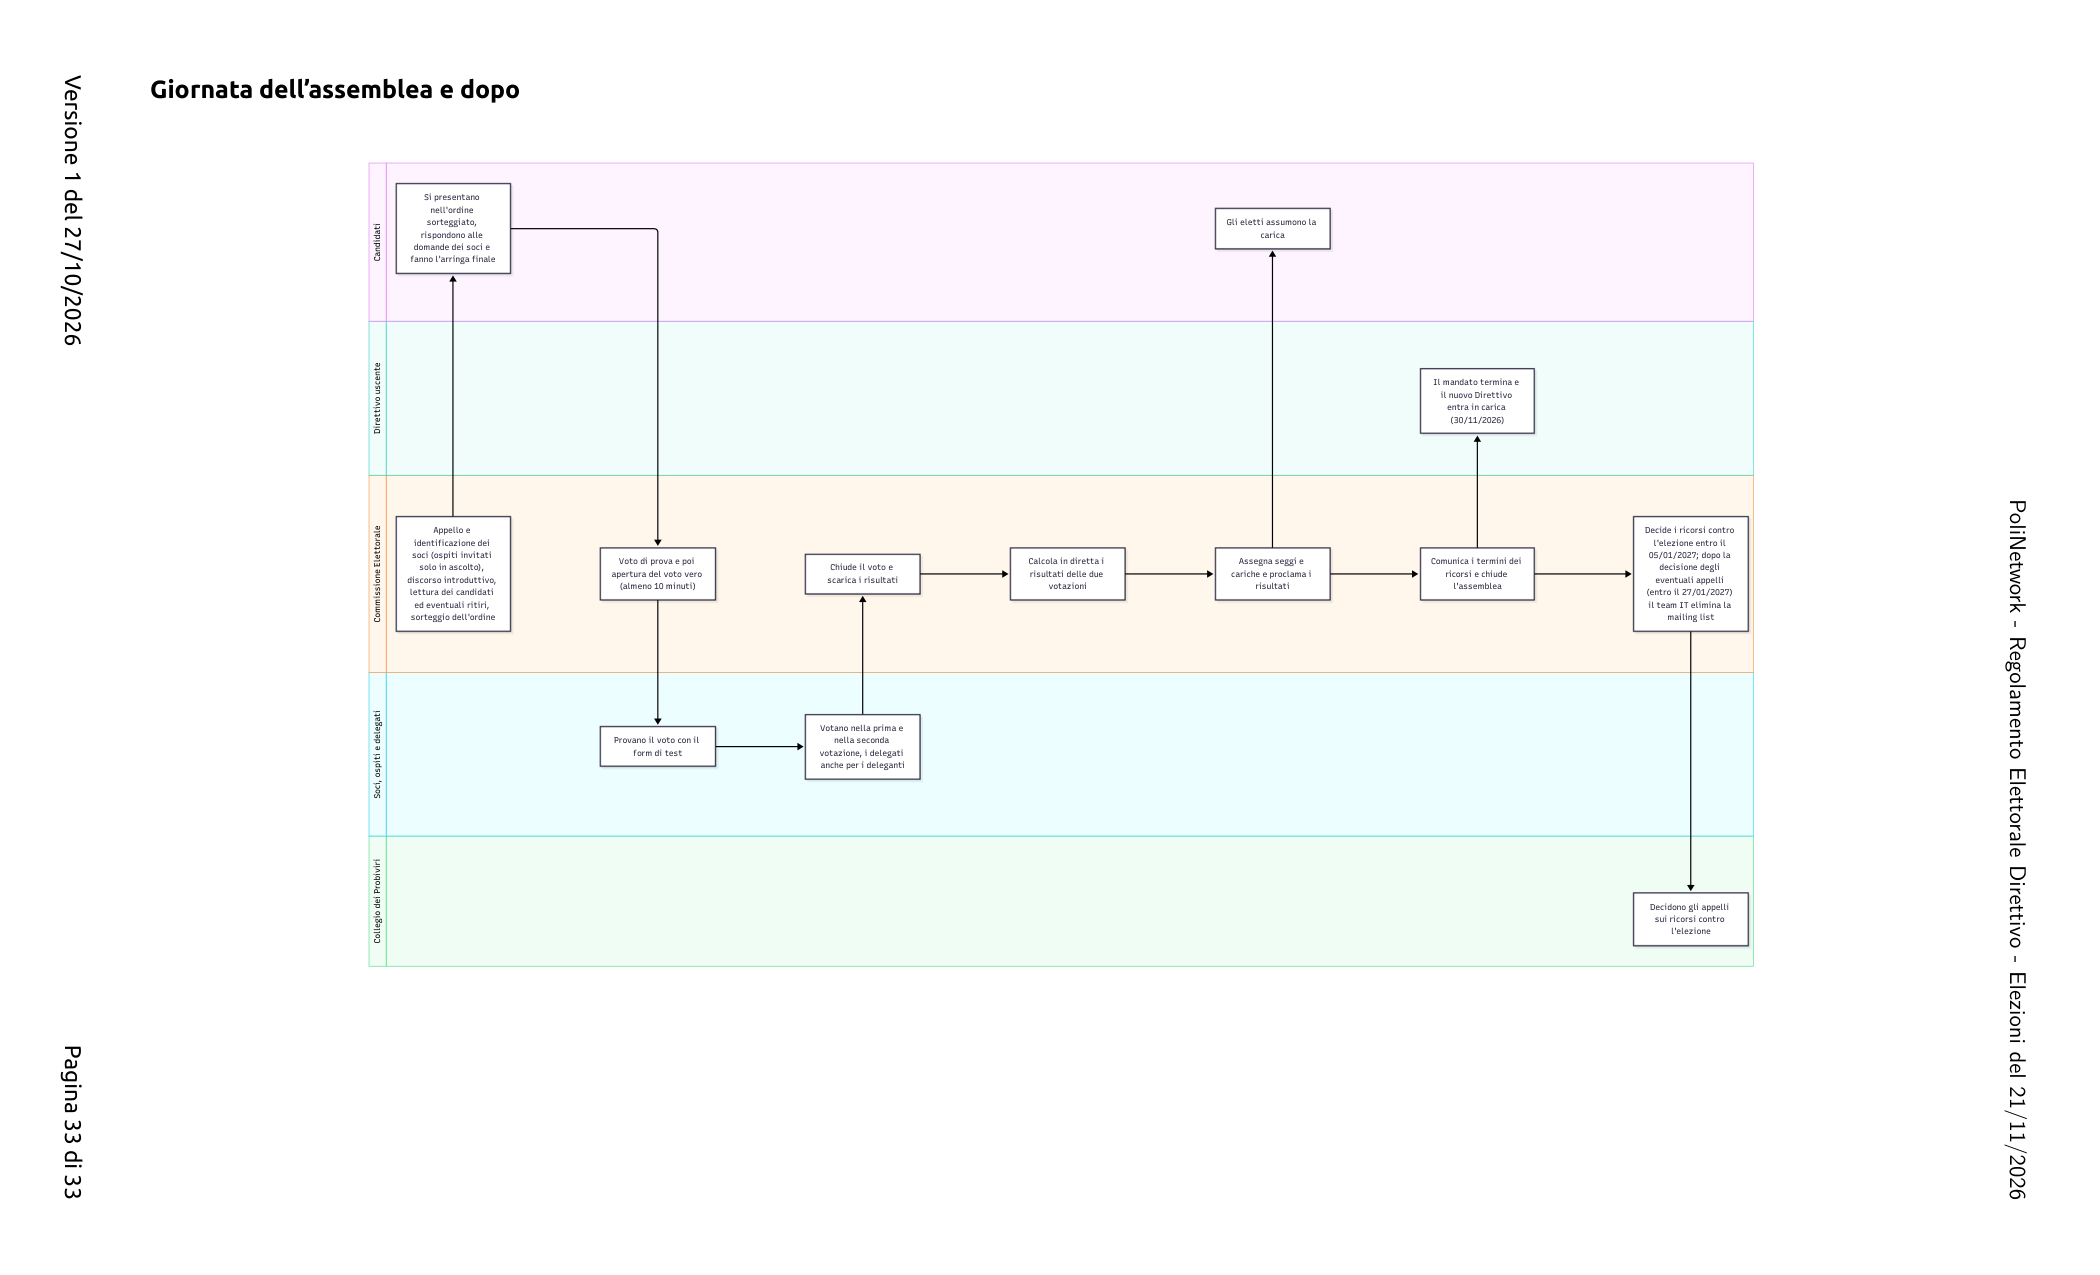 Giornata dell’assemblea e dopo
Versione 1 del 27/10/2026
Pagina 33 di 33
PoliNetwork - Regolamento Elettorale Direttivo - Elezioni del 21/11/2026
Candidati
Si presentano
nell'ordine
sorteggiato,
rispondono alle
domande dei soci e
fanno l'arringa finale
Gli eletti assumono la
carica
Direttivo uscente
Il mandato termina e
il nuovo Direttivo
entra in carica
(30/11/2026)
Commissione Elettorale
Appello e
identificazione dei
soci (ospiti invitati
solo in ascolto),
discorso introduttivo,
lettura dei candidati
ed eventuali ritiri,
sorteggio dell'ordine
Voto di prova e poi
apertura del voto vero
(almeno 10 minuti)
Chiude il voto e
scarica i risultati
Calcola in diretta i
risultati delle due
votazioni
Assegna seggi e
cariche e proclama i
risultati
Comunica i termini dei
ricorsi e chiude
l'assemblea
Decide i ricorsi contro
l'elezione entro il
05/01/2027; dopo la
decisione degli
eventuali appelli
(entro il 27/01/2027)
il team IT elimina la
mailing list
Soci, ospiti e delegati
Provano il voto con il
form di test
Votano nella prima e
nella seconda
votazione, i delegati
anche per i deleganti
Collegio dei Probiviri
Decidono gli appelli
sui ricorsi contro
l'elezione